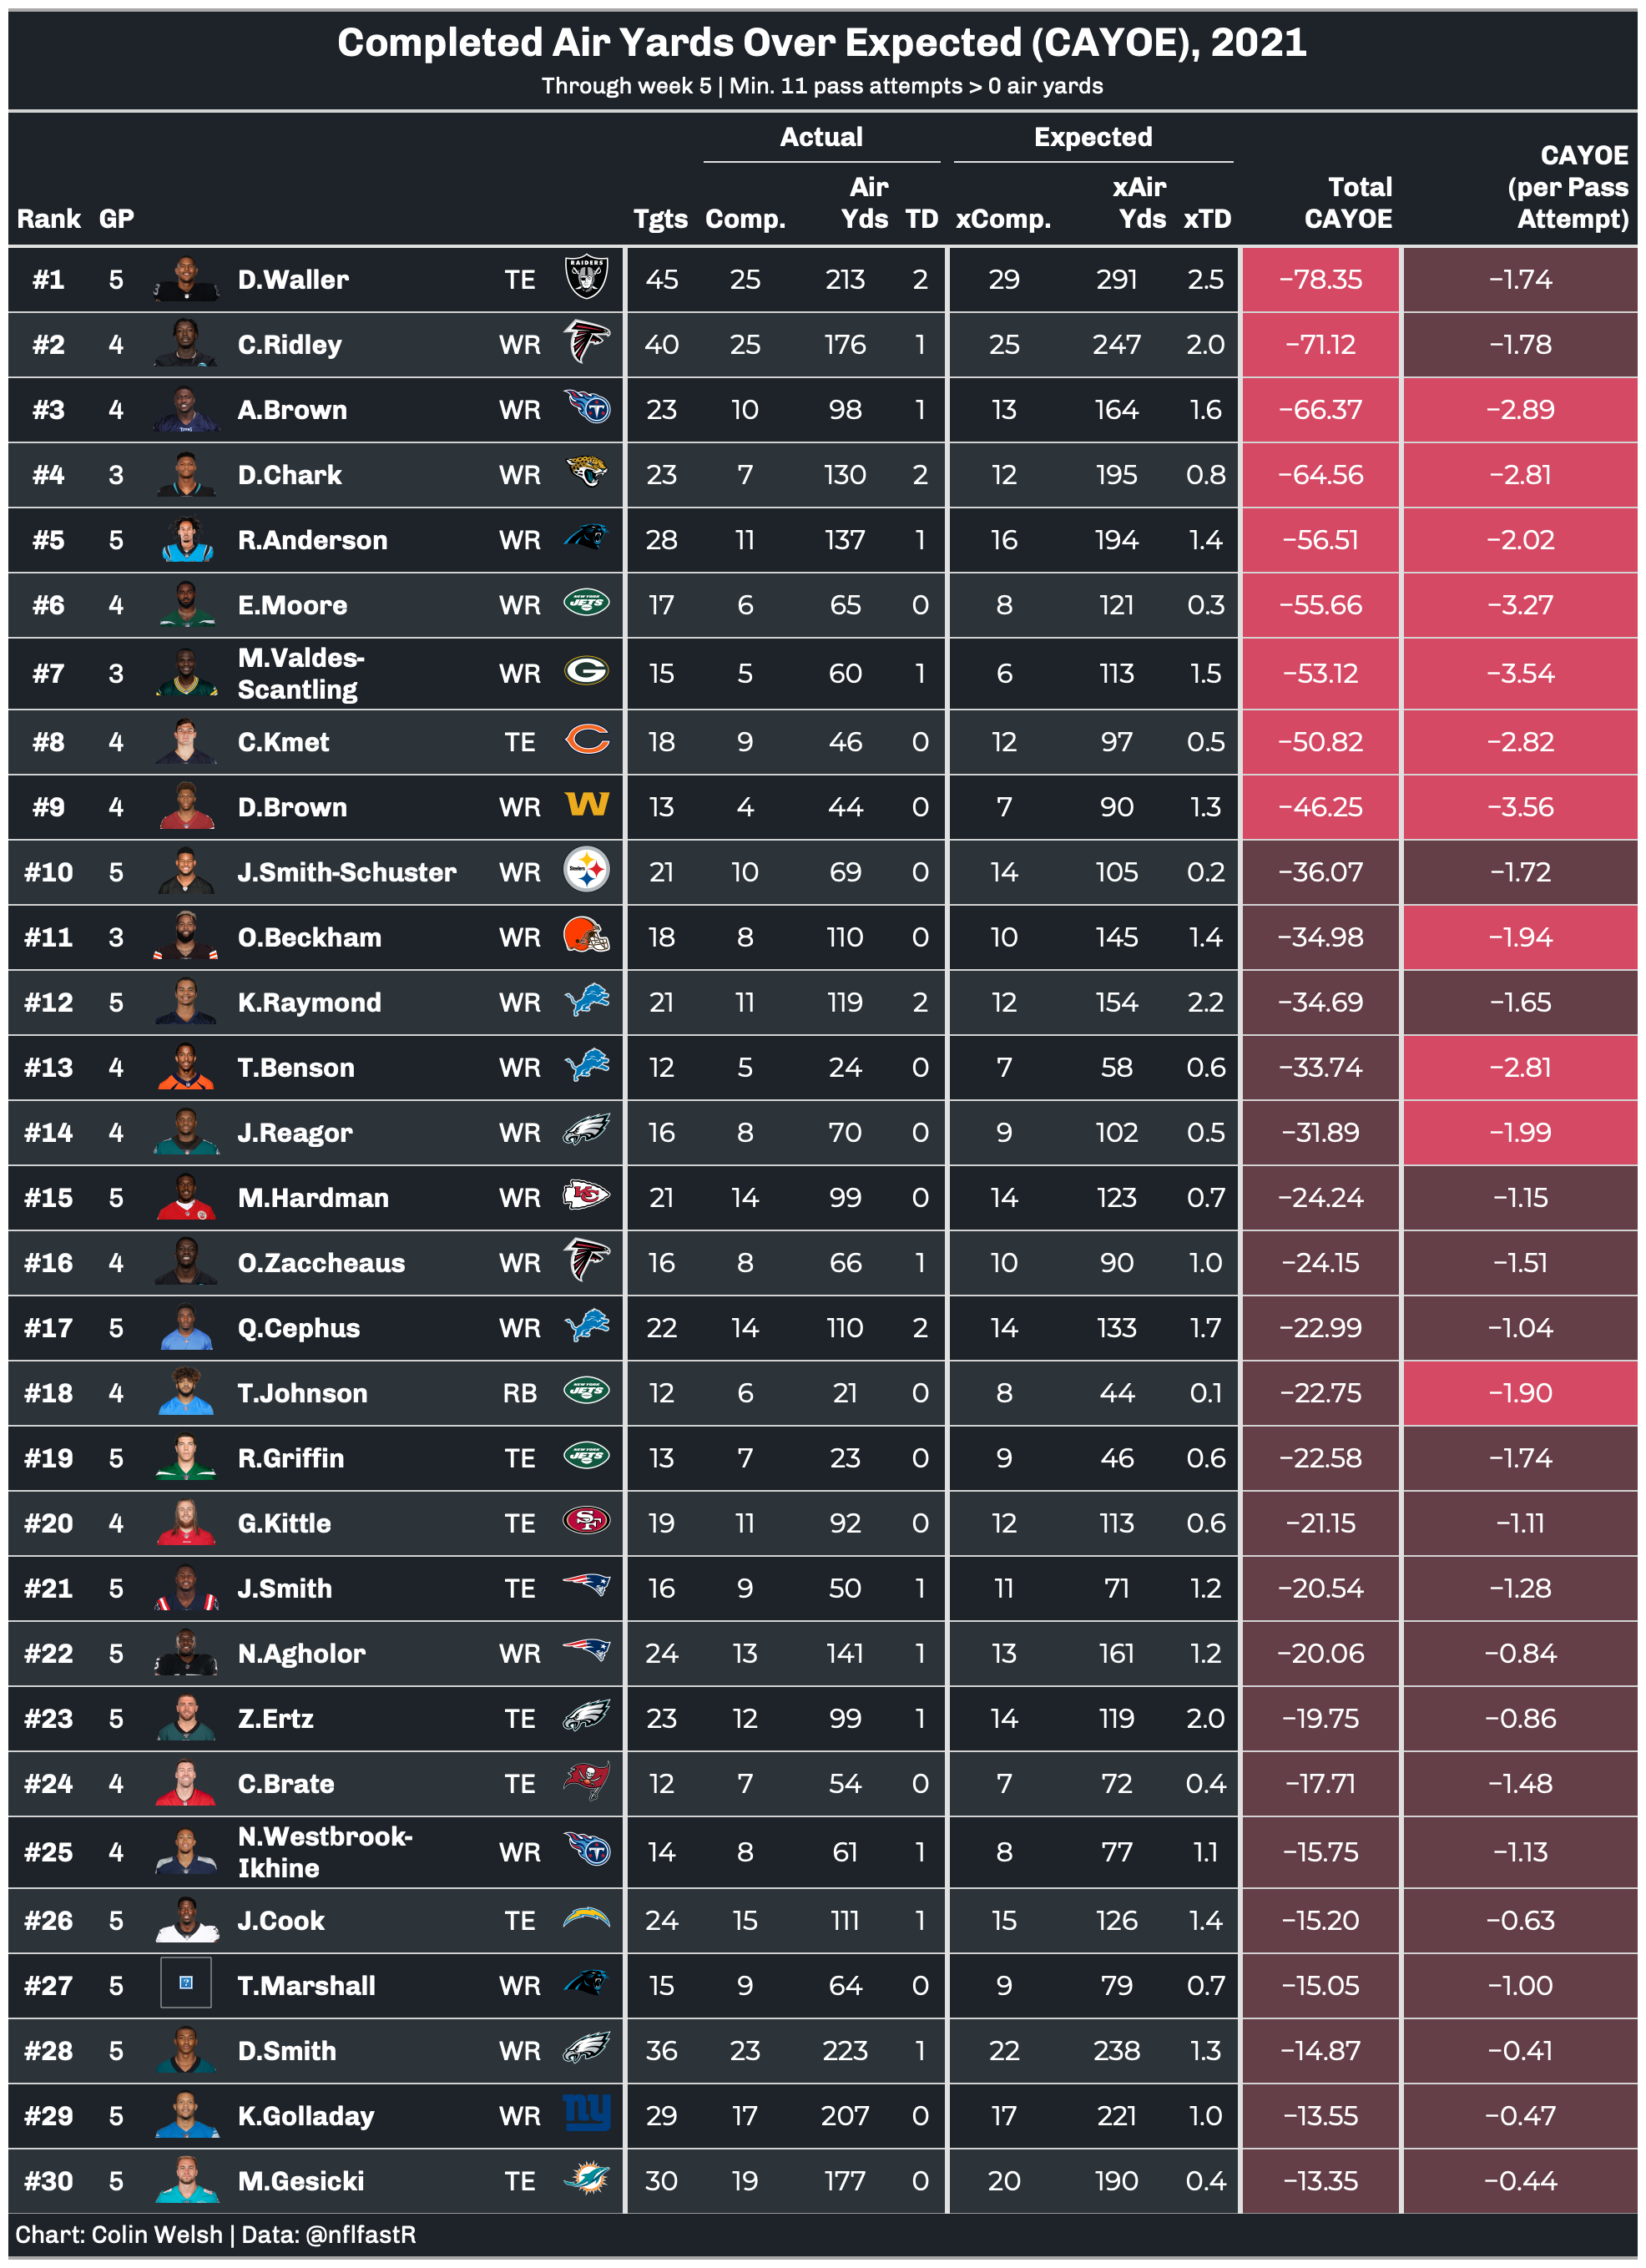 Completed Air Yards Over Expected (CAYOE), 2021
Through week 5 | Min. 11 pass attempts > 0 air yards
Actual Expected
Rank GP Tgts Comp. Air Yds TD xComp. xAir Yds xTD Total CAYOE CAYOE (per Pass Attempt)
#1 5 D.Waller TE RAIDERS 45 25 213 2 29 291 2.5 −78.35 −1.74
#2 4 C.Ridley WR 40 25 176 1 25 247 2.0 −71.12 −1.78
#3 4 A.Brown WR T 23 10 98 1 13 164 1.6 −66.37 −2.89
#4 3 D.Chark WR 23 7 130 2 12 195 0.8 −64.56 −2.81
#5 5 R.Anderson WR 28 11 137 1 16 194 1.4 −56.51 −2.02
#6 4 E.Moore WR NEW YORK JETS 17 6 65 0 8 121 0.3 −55.66 −3.27
#7 3 M.Valdes-Scantling WR G 15 5 60 1 6 113 1.5 −53.12 −3.54
#8 4 C.Kmet TE C 18 9 46 0 12 97 0.5 −50.82 −2.82
#9 4 D.Brown WR W 13 4 44 0 7 90 1.3 −46.25 −3.56
#10 5 J.Smith-Schuster WR Steelers 21 10 69 0 14 105 0.2 −36.07 −1.72
#11 3 O.Beckham WR 18 8 110 0 10 145 1.4 −34.98 −1.94
#12 5 K.Raymond WR 21 11 119 2 12 154 2.2 −34.69 −1.65
#13 4 T.Benson WR 12 5 24 0 7 58 0.6 −33.74 −2.81
#14 4 J.Reagor WR 16 8 70 0 9 102 0.5 −31.89 −1.99
#15 5 M.Hardman WR KC 21 14 99 0 14 123 0.7 −24.24 −1.15
#16 4 O.Zaccheaus WR 16 8 66 1 10 90 1.0 −24.15 −1.51
#17 5 Q.Cephus WR 22 14 110 2 14 133 1.7 −22.99 −1.04
#18 4 T.Johnson RB NEW YORK JETS 12 6 21 0 8 44 0.1 −22.75 −1.90
#19 5 R.Griffin TE NEW YORK JETS 13 7 23 0 9 46 0.6 −22.58 −1.74
#20 4 G.Kittle TE SF 19 11 92 0 12 113 0.6 −21.15 −1.11
#21 5 J.Smith TE 16 9 50 1 11 71 1.2 −20.54 −1.28
#22 5 N.Agholor WR 24 13 141 1 13 161 1.2 −20.06 −0.84
#23 5 Z.Ertz TE 23 12 99 1 14 119 2.0 −19.75 −0.86
#24 4 C.Brate TE 12 7 54 0 7 72 0.4 −17.71 −1.48
#25 4 N.Westbrook-Ikhine WR T 14 8 61 1 8 77 1.1 −15.75 −1.13
#26 5 J.Cook TE 24 15 111 1 15 126 1.4 −15.20 −0.63
#27 5 T.Marshall WR 15 9 64 0 9 79 0.7 −15.05 −1.00
#28 5 D.Smith WR 36 23 223 1 22 238 1.3 −14.87 −0.41
#29 5 K.Golladay WR ny 29 17 207 0 17 221 1.0 −13.55 −0.47
#30 5 M.Gesicki TE 30 19 177 0 20 190 0.4 −13.35 −0.44
Chart: Colin Welsh | Data: @nflfastR